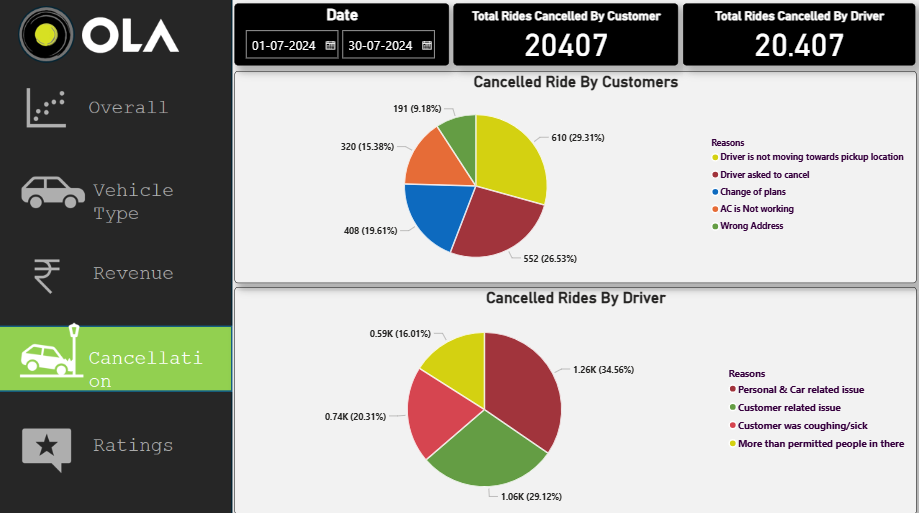 OLA
Overall
Vehicle
Type
Revenue
Cancellati
on
Ratings
Date
01-07-2024
30-07-2024
Total Rides Cancelled By Customer
20407
Total Rides Cancelled By Driver
20.407
Cancelled Ride By Customers
191 (9.18%)
610 (29.31%)
320 (15.38%)
408 (19.61%)
552 (26.53%)
Reasons
Driver is not moving towards pickup location
Driver asked to cancel
Change of plans
AC is Not working
Wrong Address
Cancelled Rides By Driver
0.59K (16.01%)
1.26K (34.56%)
0.74K (20.31%)
1.06K (29.12%)
Reasons
Personal & Car related issue
Customer related issue
Customer was coughing/sick
More than permitted people in there